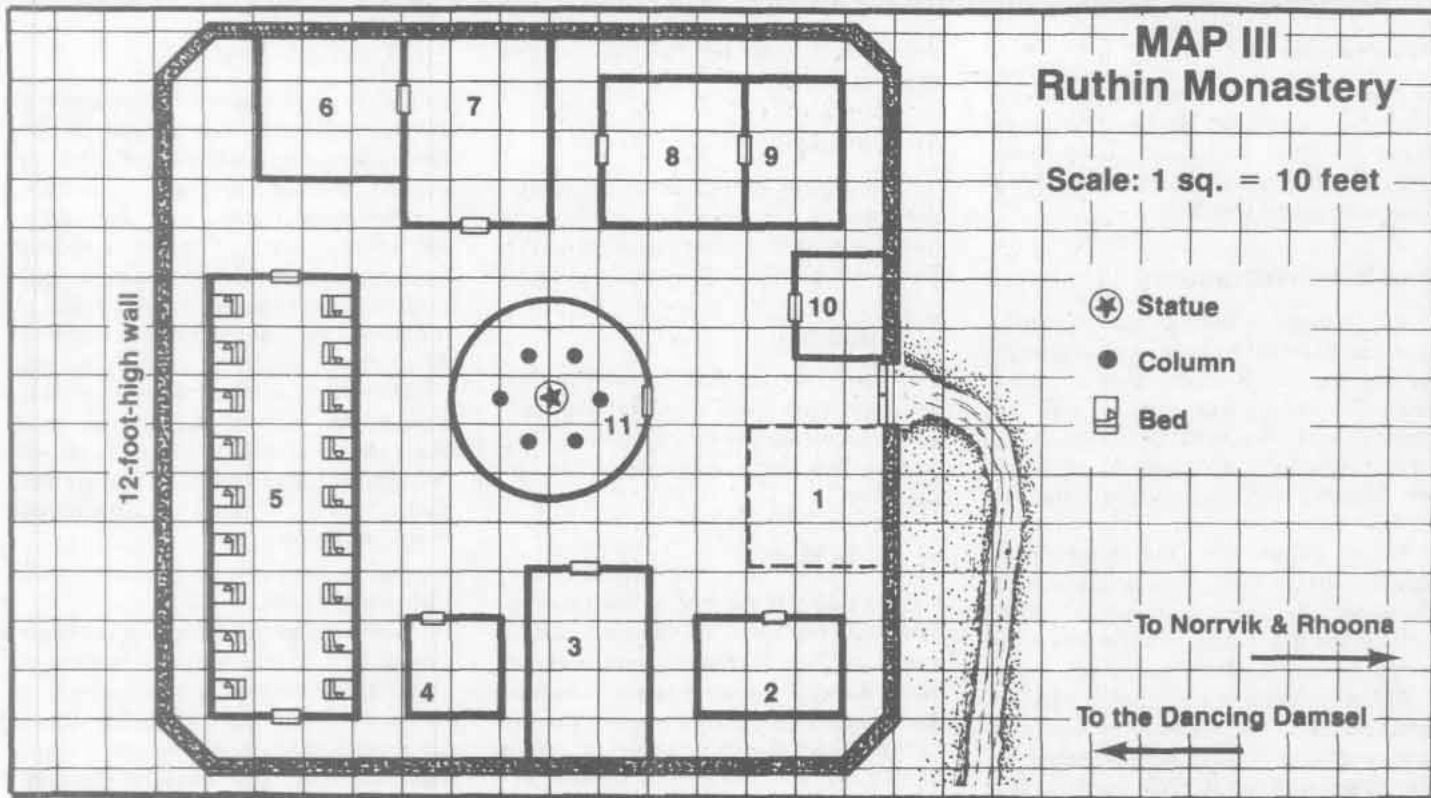 MAP III
Ruthin Monastery
Scale: 1 sq. = 10 feet
Statue
Column
Bed
12-foot-high wall
6
7
8
9
10
11
5
1
3
4
2
To Norrvik & Rhoona
To the Dancing Damsel